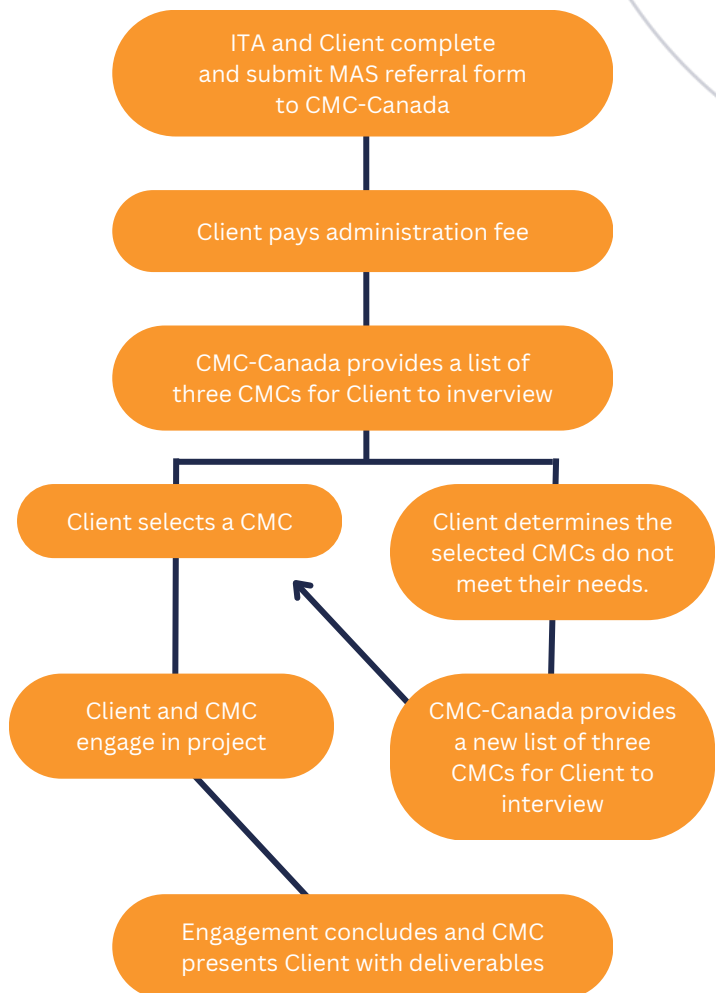 ITA and Client complete
and submit MAS referral form
to CMC-Canada
Client pays administration fee
CMC-Canada provides a list of
three CMCs for Client to inverview
Client selects a CMC
Client determines the
selected CMCs do not
meet their needs.
Client and CMC
engage in project
CMC-Canada provides
a new list of three
CMCs for Client to
interview
Engagement concludes and CMC
presents Client with deliverables